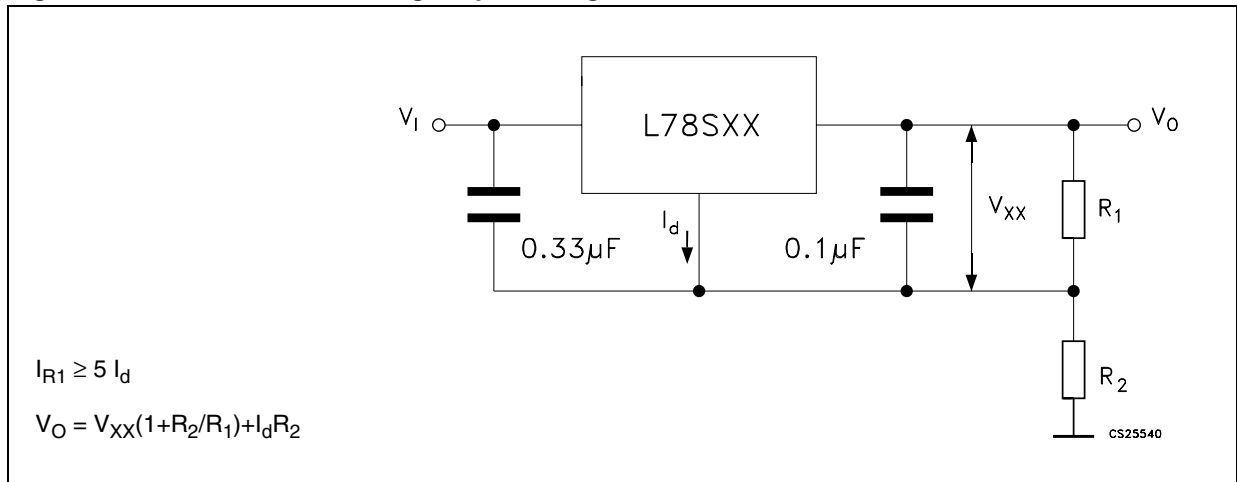 L78SXX
V_I
V_O
I_d
V_XX
R_1
0.33µF
0.1µF
R_2
I_R1 ≥ 5 I_d
V_O = V_XX(1+R_2/R_1)+I_dR_2
CS25540